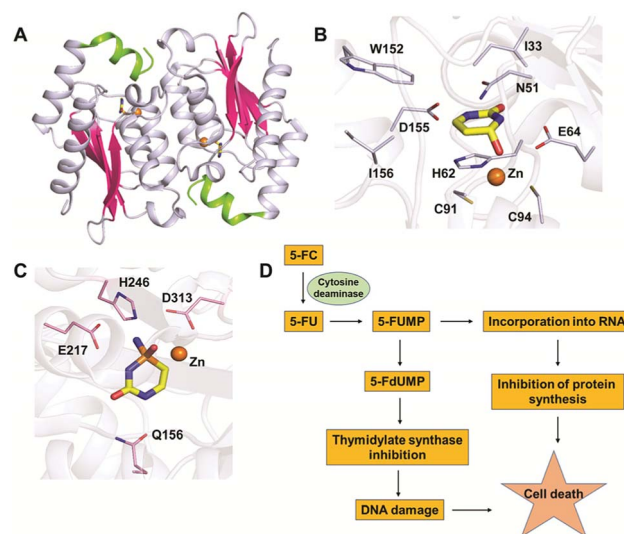 A
B
W152
I33
N51
D155
E64
I156
H62
Zn
C91
C94
C
H246
D313
E217
Zn
Q156
D
5-FC
Cytosine
deaminase
5-FU
5-FUMP
Incorporation into RNA
5-FdUMP
Inhibition of protein
synthesis
Thymidylate synthase
inhibition
Cell death
DNA damage